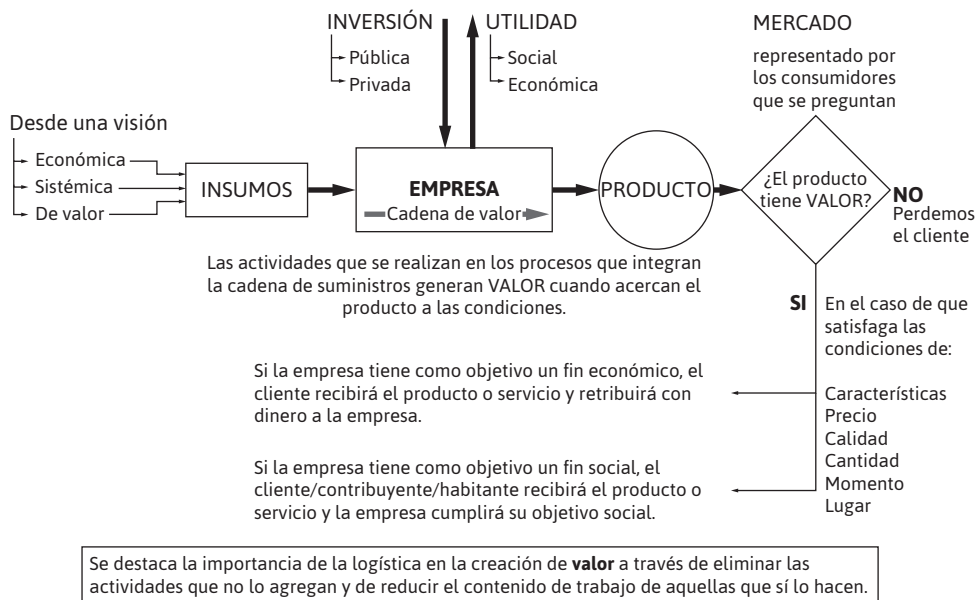 INVERSIÓN
Pública
Privada
UTILIDAD
Social
Económica
MERCADO
representado por
los consumidores
que se preguntan
Desde una visión
Económica
Sistémica
De valor
INSUMOS
EMPRESA
Cadena de valor
PRODUCTO
¿El producto
tiene VALOR?
NO
Perdemos
el cliente
Las actividades que se realizan en los procesos que integran
la cadena de suministros generan VALOR cuando acercan el
producto a las condiciones.
SI
En el caso de que
satisfaga las
condiciones de:
Características
Precio
Calidad
Cantidad
Momento
Lugar
Si la empresa tiene como objetivo un fin económico, el
cliente recibirá el producto o servicio y retribuirá con
dinero a la empresa.
Si la empresa tiene como objetivo un fin social, el
cliente/contribuyente/habitante recibirá el producto o
servicio y la empresa cumplirá su objetivo social.
Se destaca la importancia de la logística en la creación de valor a través de eliminar las
actividades que no lo agregan y de reducir el contenido de trabajo de aquellas que sí lo hacen.